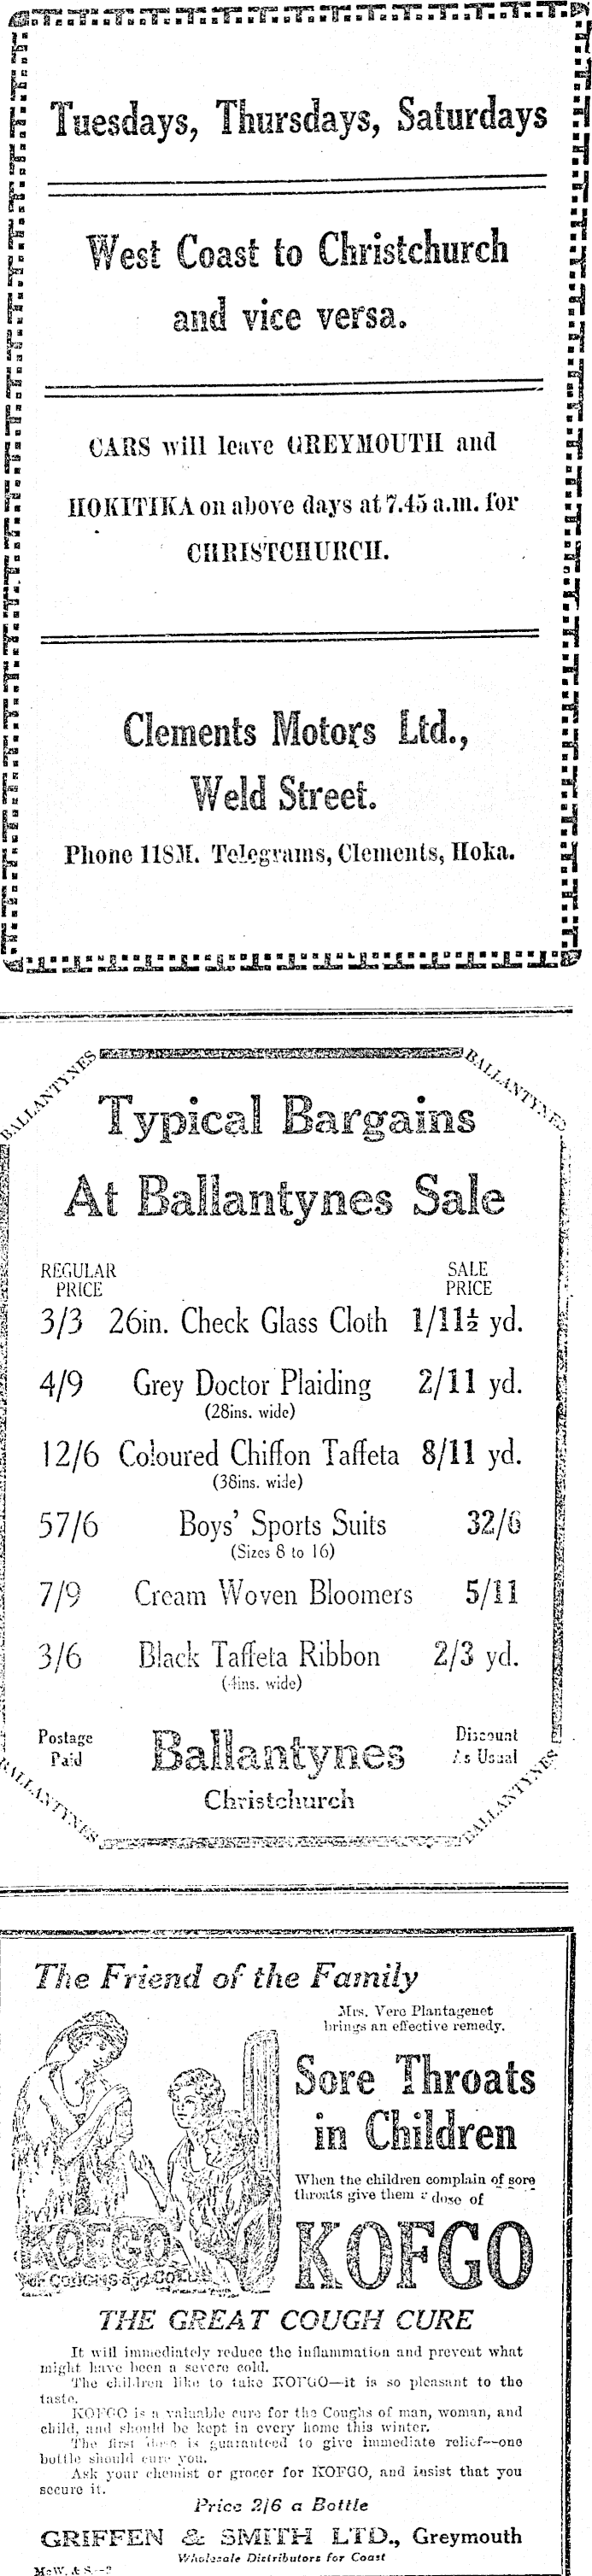 Tuesdays, Thursdays, Saturdays
West Coast to Christchurch
and vice versa.
CARS will leave GREYMOUTH and
HOKITIKA on above days at 7.45 a.m. for
CHRISTCHURCH.
Clements Motors Ltd.,
Weld Street.
Phone 118M. Telegrams, Clements, Hoka.
BALLANTYNES
BALLANTYNES
Typical Bargains
At Ballantynes Sale
REGULAR PRICE
SALE PRICE
3/3 26in. Check Glass Cloth 1/11½ yd.
4/9 Grey Doctor Plaiding 2/11 yd.
(28ins. wide)
12/6 Coloured Chiffon Taffeta 8/11 yd.
(38ins. wide)
57/6 Boys' Sports Suits 32/6
(Sizes 8 to 16)
7/9 Cream Woven Bloomers 5/11
3/6 Black Taffeta Ribbon 2/3 yd.
(4ins. wide)
Postage Paid
Ballantynes
Discount As Usual
Christchurch
BALLANTYNES
BALLANTYNES
The Friend of the Family
Mrs. Vere Plantagenet
brings an effective remedy.
Sore Throats
in Children
When the children complain of sore
throats give them a dose of
KOFGO
KOFGO
FOR COUGHS and COLDS
THE GREAT COUGH CURE
It will immediately reduce the inflammation and prevent what
might have been a severe cold.
The children like to take KOFGO—it is so pleasant to the
taste.
KOFGO is a valuable cure for the Coughs of man, woman, and
child, and should be kept in every home this winter.
The first dose is guaranteed to give immediate relief—one
bottle should cure you.
Ask your chemist or grocer for KOFGO, and insist that you
secure it.
Price 2/6 a Bottle
GRIFFEN & SMITH LTD., Greymouth
Wholesale Distributors for Coast